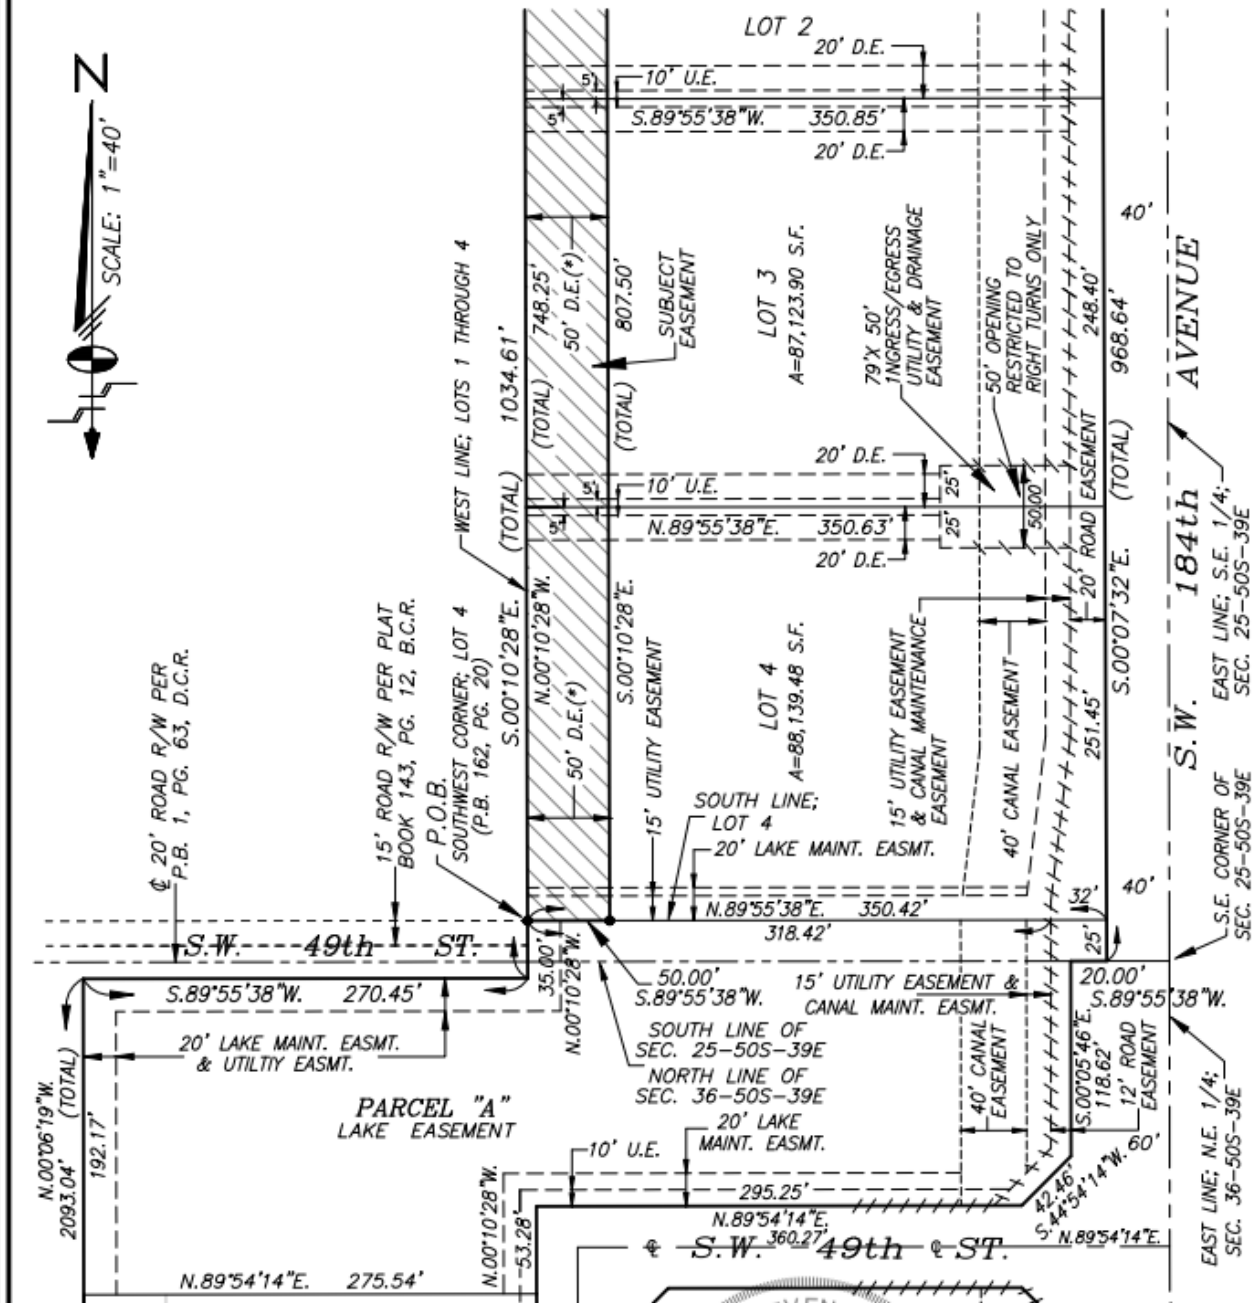 LOT 2
20' D.E.
10' U.E.
5'
5'
S.89°55'38"W. 350.85'
20' D.E.
N
SCALE: 1"=40'
WEST LINE; LOTS 1 THROUGH 4
1034.61'
(TOTAL)
S.00°10'28"E.
748.25'
(TOTAL)
N.00°10'28"W.
50' D.E.(*)
807.50'
(TOTAL)
S.00°10'28"E.
SUBJECT
EASEMENT
LOT 3
A=87,123.90 S.F.
79'X 50'
INGRESS/EGRESS
UTILITY & DRAINAGE
EASEMENT
50' OPENING
RESTRICTED TO
RIGHT TURNS ONLY
248.40'
40'
968.64'
(TOTAL)
S.00°07'32"E.
S.W. 184th AVENUE
EAST LINE; S.E. 1/4;
SEC. 25-50S-39E
20' D.E.
10' U.E.
5'
5'
N.89°55'38"E. 350.63'
20' D.E.
25'
25'
50.00'
20' ROAD EASEMENT
℄ 20' ROAD R/W PER
P.B. 1, PG. 63, D.C.R.
15' ROAD R/W PER PLAT
BOOK 143, PG. 12, B.C.R.
P.O.B.
SOUTHWEST CORNER; LOT 4
(P.B. 162, PG. 20)
50' D.E.(*)
15' UTILITY EASEMENT
LOT 4
A=88,139.48 S.F.
15' UTILITY EASEMENT
& CANAL MAINTENANCE
EASEMENT
40' CANAL EASEMENT
251.45'
SOUTH LINE;
LOT 4
20' LAKE MAINT. EASMT.
N.89°55'38"E. 350.42'
318.42'
32'
40'
25'
S.E. CORNER OF
SEC. 25-50S-39E
S.W. 49th ST.
35.00'
N.00°10'28"W.
50.00'
S.89°55'38"W.
S.89°55'38"W. 270.45'
15' UTILITY EASEMENT &
CANAL MAINT. EASMT.
20.00'
S.89°55'38"W.
20' LAKE MAINT. EASMT.
& UTILTIY EASMT.
SOUTH LINE OF
SEC. 25-50S-39E
NORTH LINE OF
SEC. 36-50S-39E
40' CANAL
EASEMENT
S.00°05'46"E.
118.62'
12' ROAD
EASEMENT
60'
EAST LINE; N.E. 1/4;
SEC. 36-50S-39E
N.00°06'19"W.
2093.04' (TOTAL)
192.17'
PARCEL "A"
LAKE EASEMENT
20' LAKE
MAINT. EASMT.
10' U.E.
N.00°10'28"W.
53.28'
295.25'
42.46'
S.44°54'14"W.
N.89°54'14"E.
360.27'
N.89°54'14"E.
℄ S.W. 49th ℄ ST.
N.89°54'14"E. 275.54'